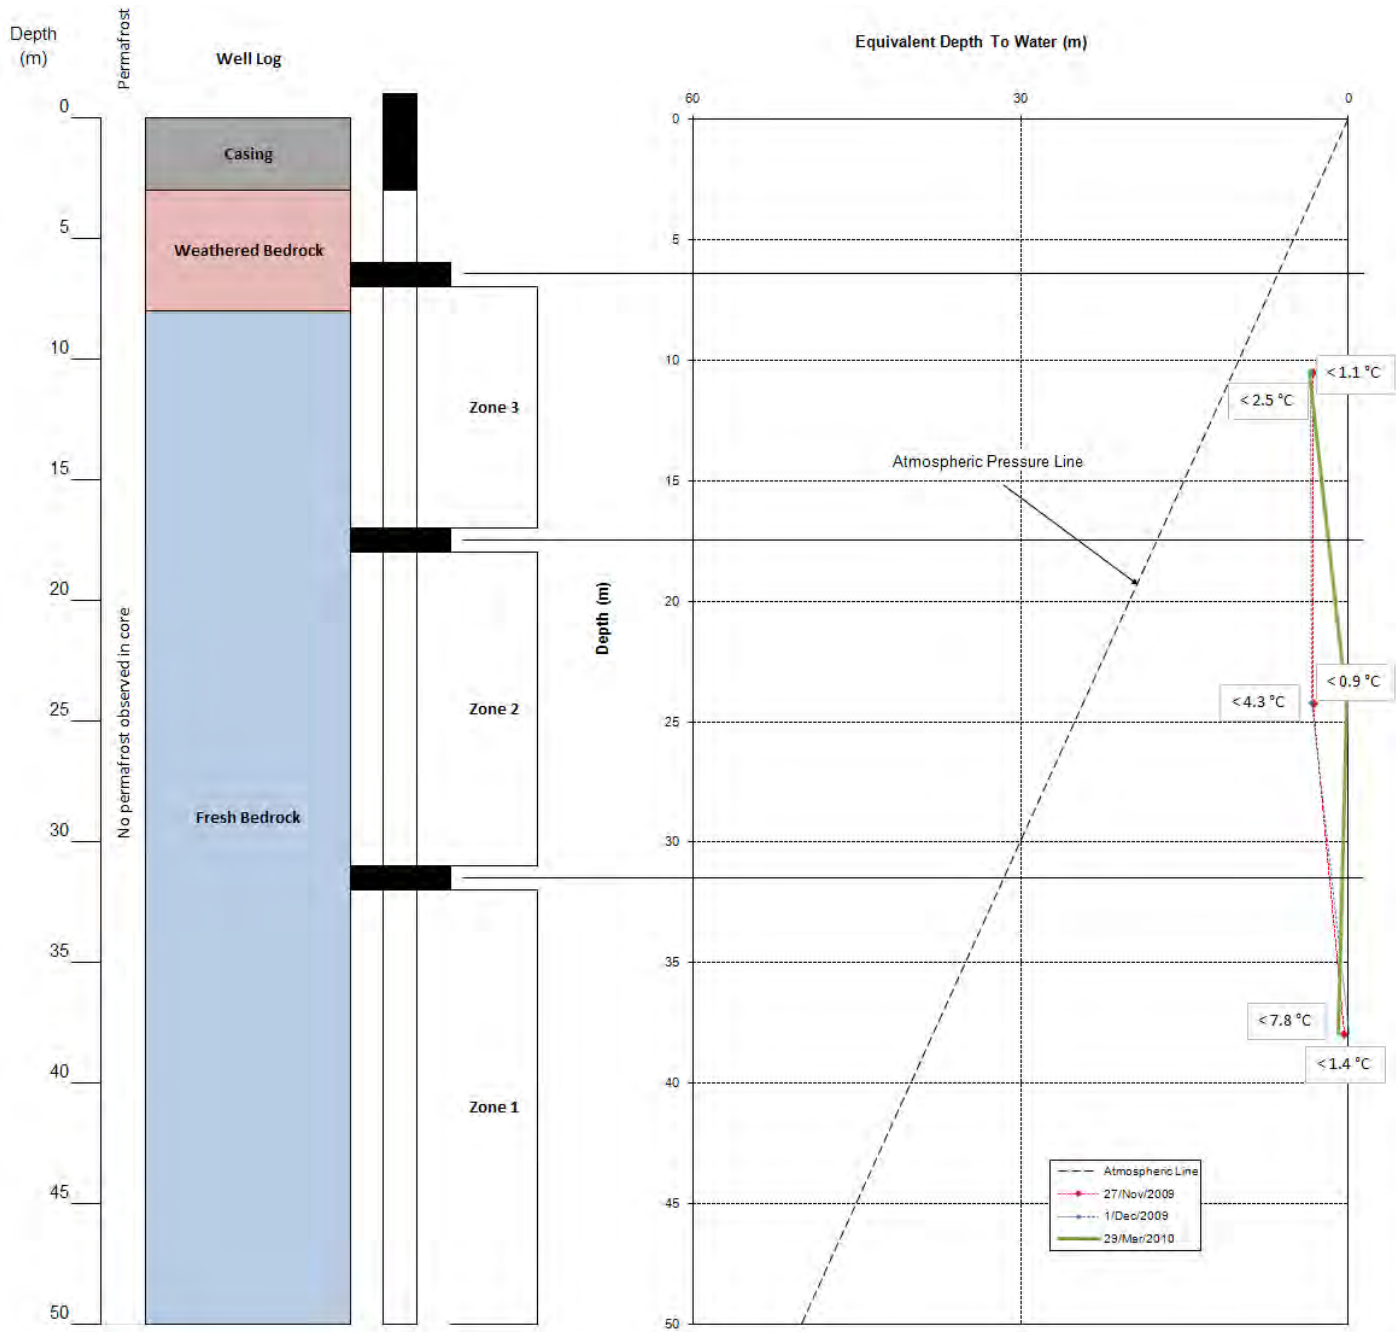 Depth
(m)
Permafrost
Well Log
Equivalent Depth To Water (m)
0
5
10
15
20
25
30
35
40
45
50
No permafrost observed in core
Casing
Weathered Bedrock
Fresh Bedrock
Zone 3
Zone 2
Zone 1
Depth (m)
60
30
0
0
5
10
15
20
25
30
35
40
45
50
Atmospheric Pressure Line
< 1.1 °C
< 2.5 °C
< 0.9 °C
< 4.3 °C
< 7.8 °C
< 1.4 °C
Atmospheric Line
27/Nov/2009
1/Dec/2009
29/Mar/2010